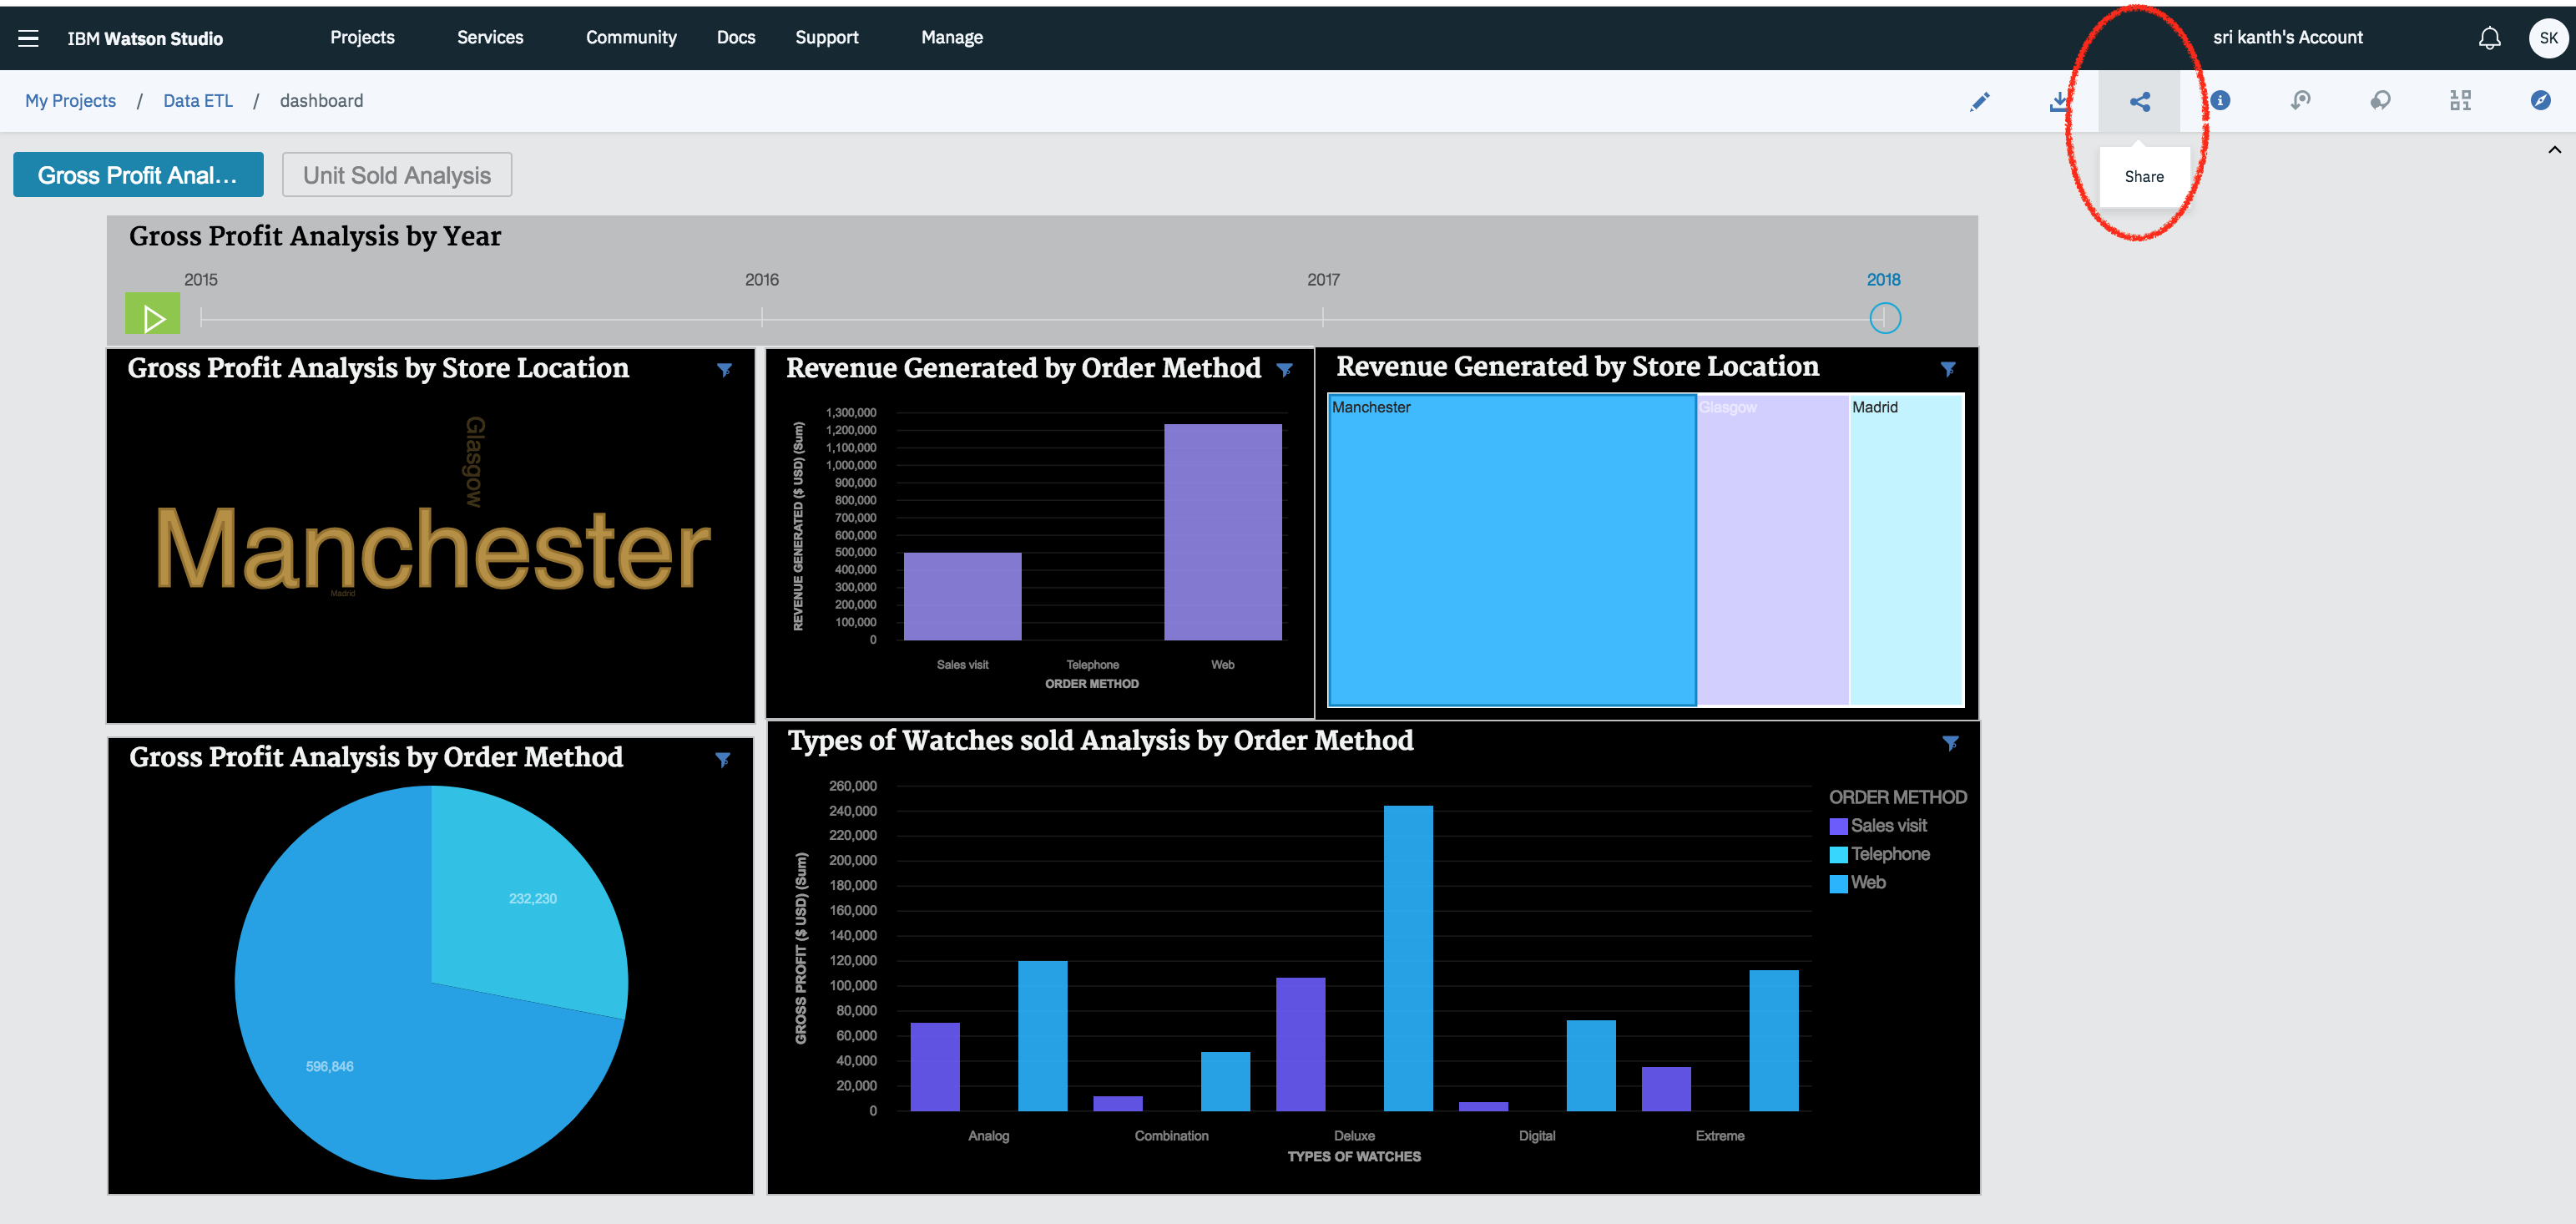 IBM Watson Studio Projects Services Community Docs Support Manage sri kanth's Account SK
My Projects / Data ETL / dashboard
Share
Gross Profit Anal... Unit Sold Analysis
Gross Profit Analysis by Year
2015 2016 2017 2018
Gross Profit Analysis by Store Location
Glasgow
Manchester
Madrid
Revenue Generated by Order Method
REVENUE GENERATED ($ USD) (Sum)
1,300,000
1,200,000
1,100,000
1,000,000
900,000
800,000
700,000
600,000
500,000
400,000
300,000
200,000
100,000
0
Sales visit Telephone Web
ORDER METHOD
Revenue Generated by Store Location
Manchester Glasgow Madrid
Gross Profit Analysis by Order Method
232,230
596,846
Types of Watches sold Analysis by Order Method
GROSS PROFIT ($ USD) (Sum)
260,000
240,000
220,000
200,000
180,000
160,000
140,000
120,000
100,000
80,000
60,000
40,000
20,000
0
Analog Combination Deluxe Digital Extreme
TYPES OF WATCHES
ORDER METHOD
Sales visit
Telephone
Web